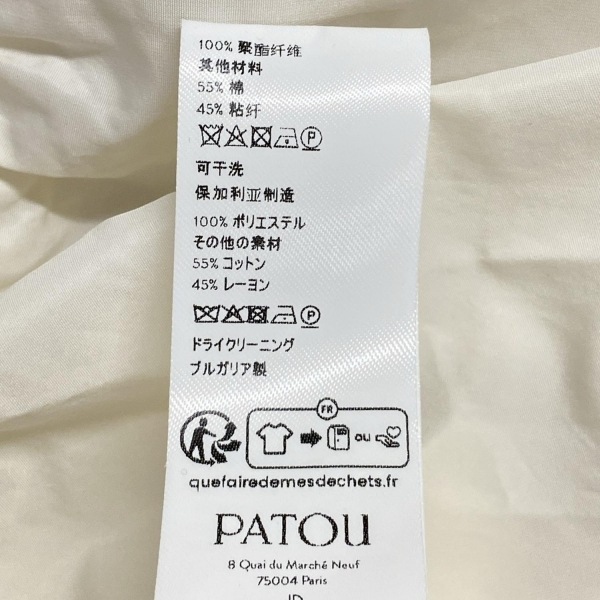 100% 聚酯纤维
其他材料
55% 棉
45% 粘纤
P
可干洗
保加利亚制造
100% ポリエステル
その他の素材
55% コットン
45% レーヨン
P
ドライクリーニング
ブルガリア製
FR
ou
quefairedemesdechets.fr
PATOU
8 Quai du Marché Neuf
75004 Paris